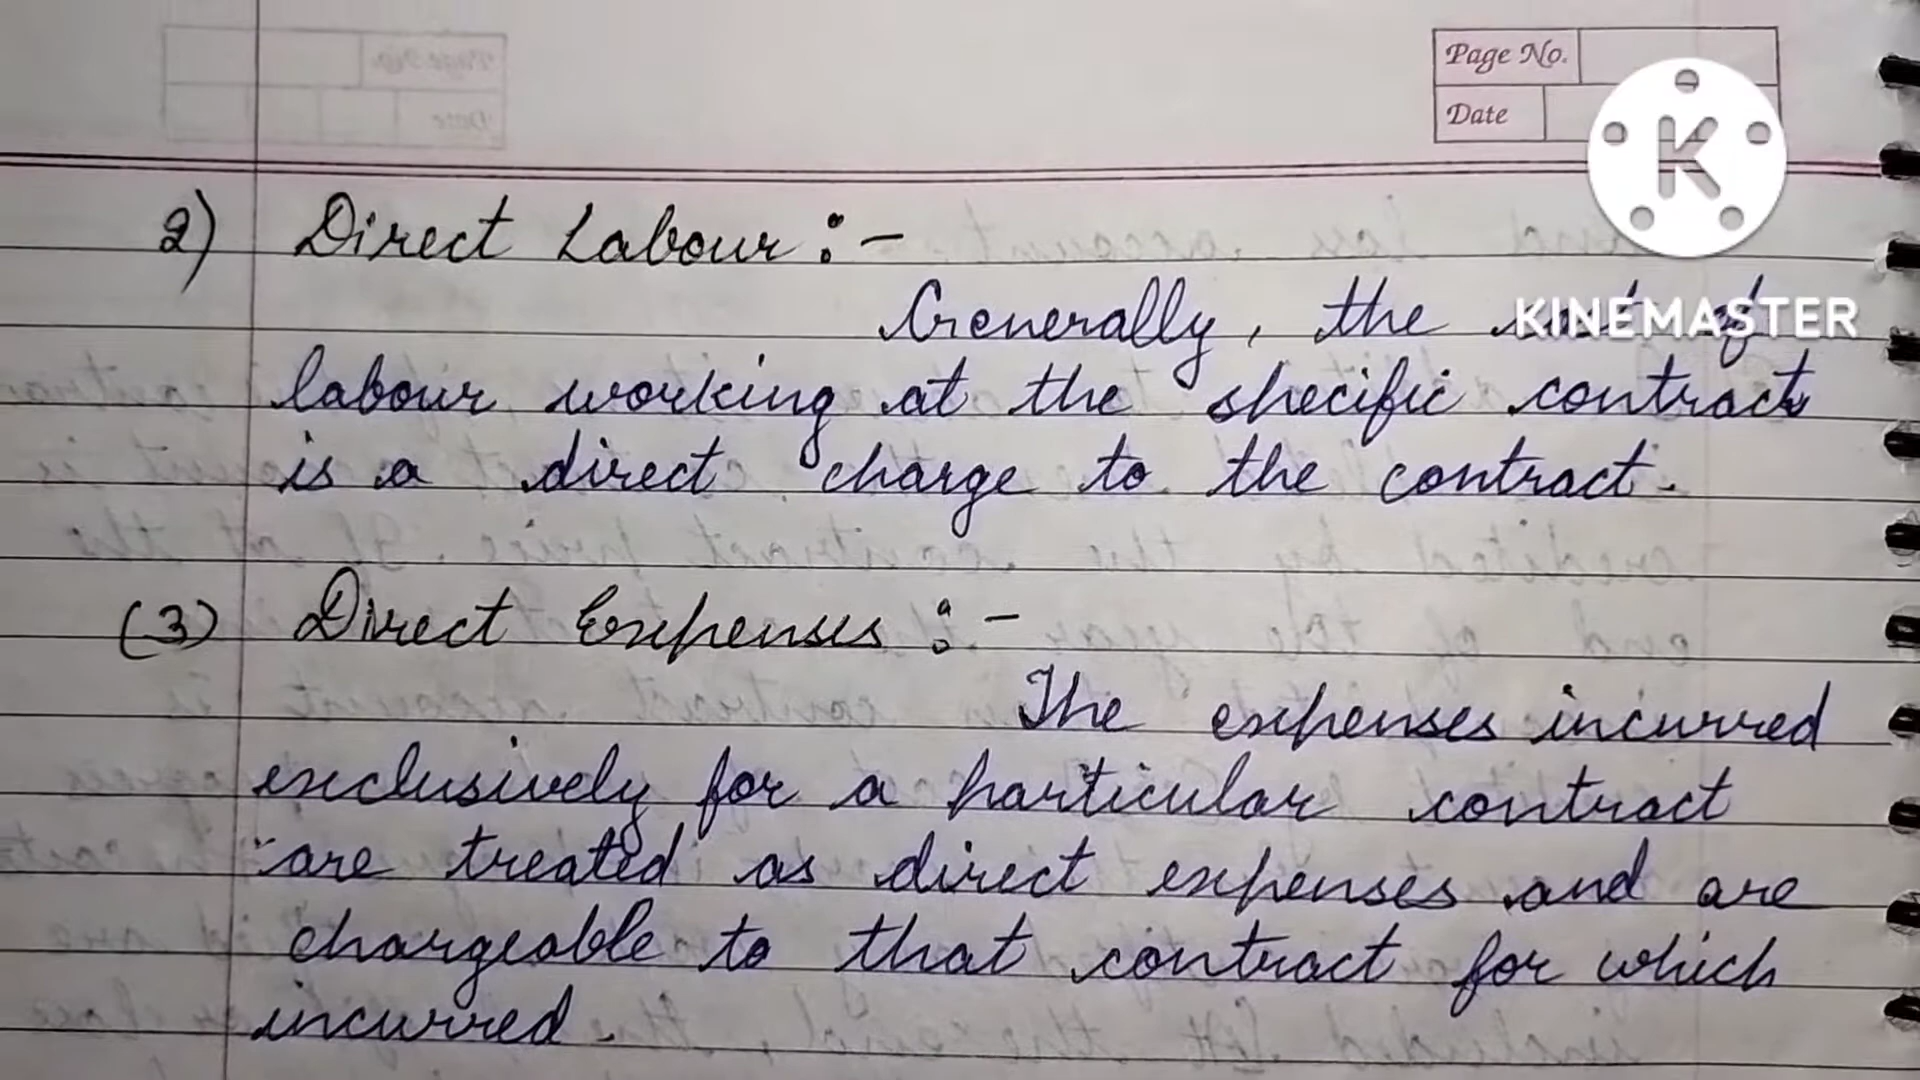 Page No.
Date
2) Direct Labour :-
Generally, the cost of
KINEMASTER
labour working at the specific contract
is a direct charge to the contract.
(3) Direct Expenses :-
The expenses incurred
exclusively for a particular contract
are treated as direct expenses and are
chargeable to that contract for which
incurred.